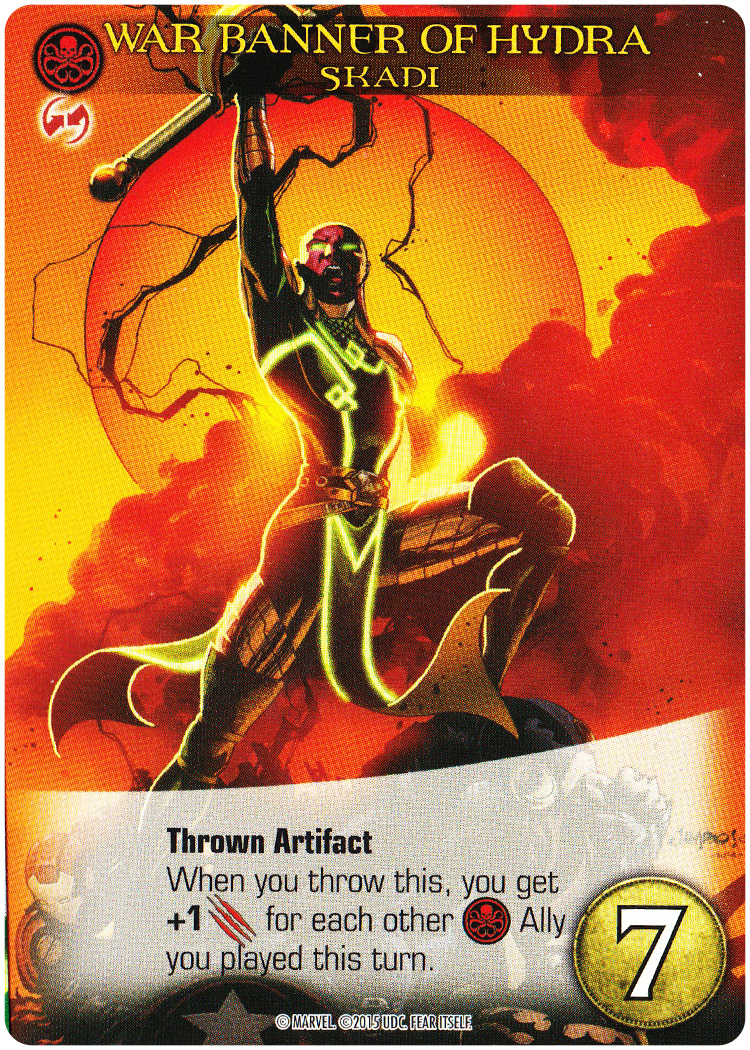 WAR BANNER OF HYDRA
SKADI
Thrown Artifact
When you throw this, you get
+1 for each other Ally
you played this turn.
7
© MARVEL. ©2015 UDC. FEAR ITSELF.